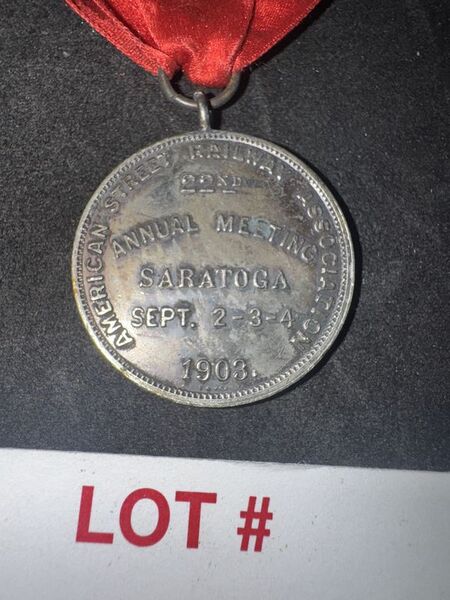 AMERICAN STREET RAILWAY ASSOCIATION
22ND
ANNUAL MEETING
SARATOGA
SEPT. 2-3-4
1903.
LOT #